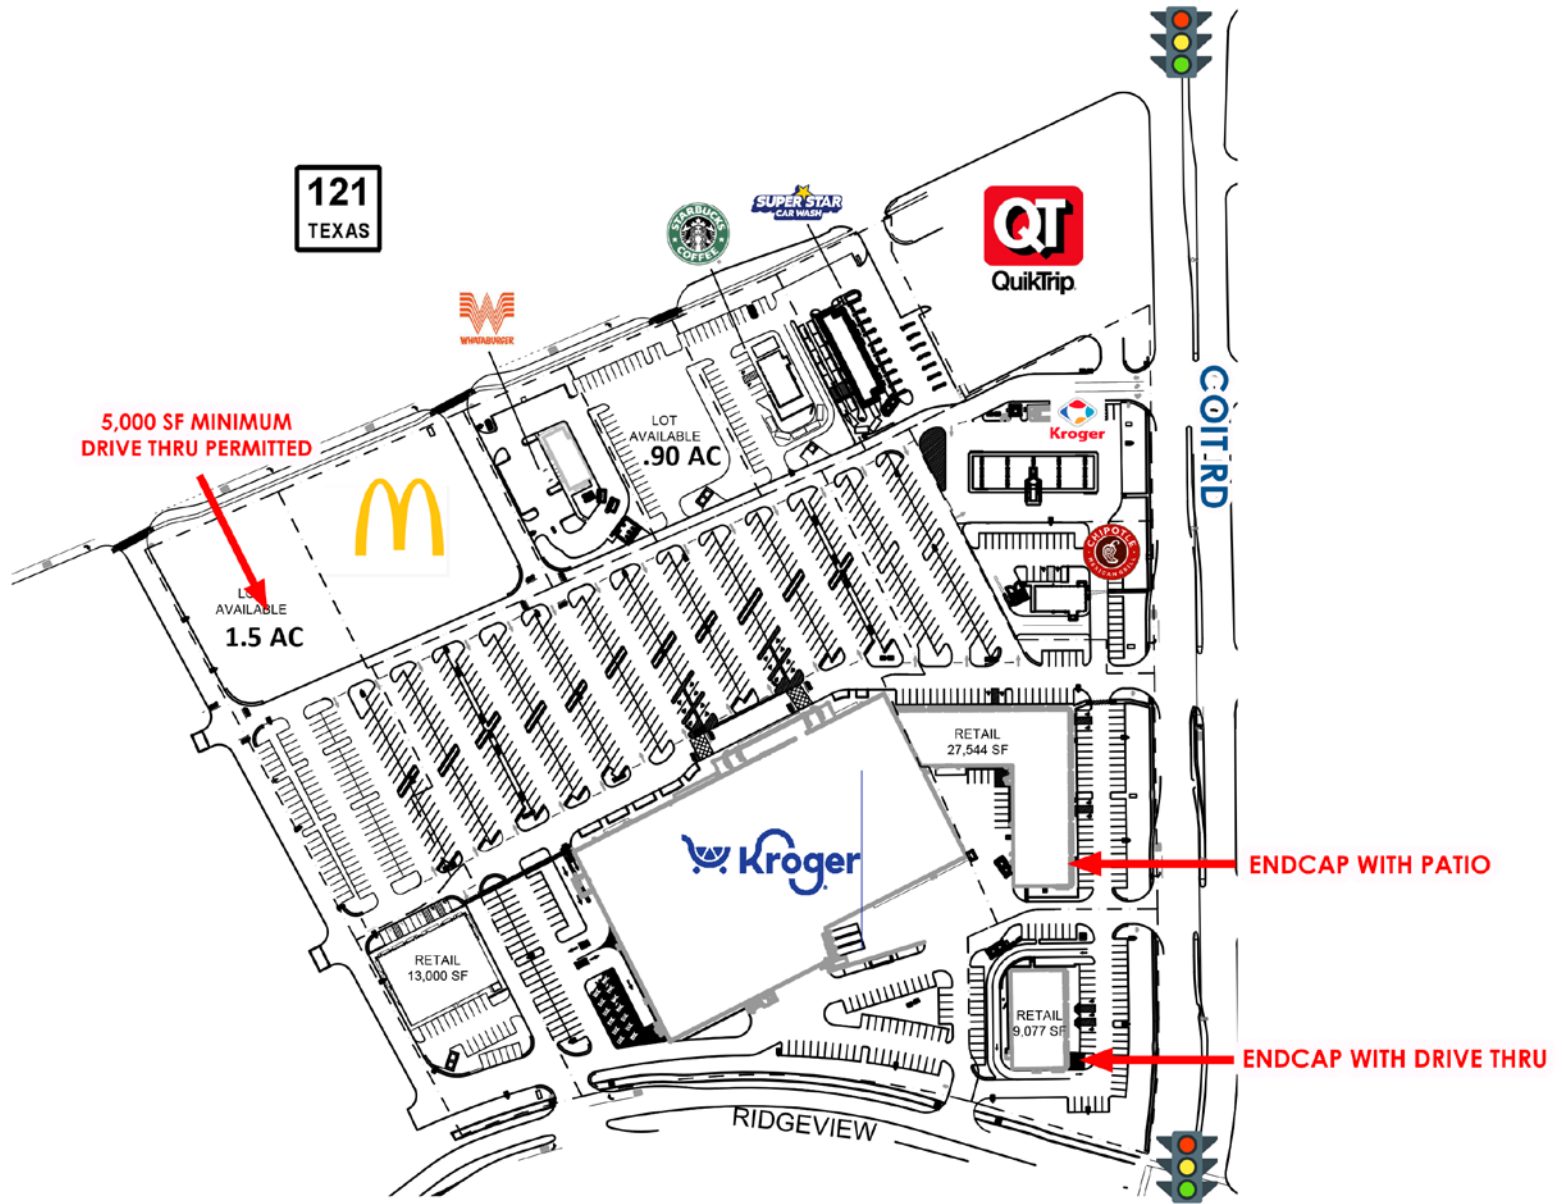 121
TEXAS
STARBUCKS
COFFEE
SUPER STAR
CAR WASH
QT
QuikTrip
W
WHATABURGER
5,000 SF MINIMUM
DRIVE THRU PERMITTED
LOT
AVAILABLE
.90 AC
Kroger
COIT RD
CHIPOTLE
MEXICAN GRILL
AVAILABLE
1.5 AC
RETAIL
27,544 SF
Kroger
ENDCAP WITH PATIO
RETAIL
13,000 SF
RETAIL
9,077 SF
ENDCAP WITH DRIVE THRU
RIDGEVIEW